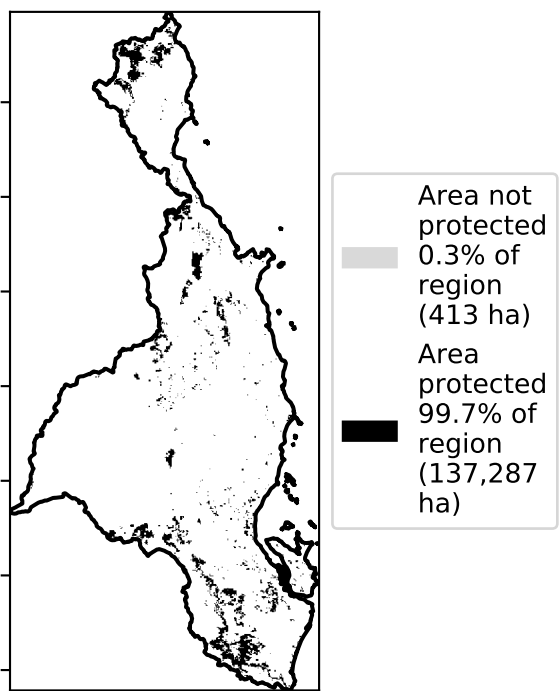 Area not
protected
0.3% of
region
(413 ha)
Area
protected
99.7% of
region
(137,287
ha)